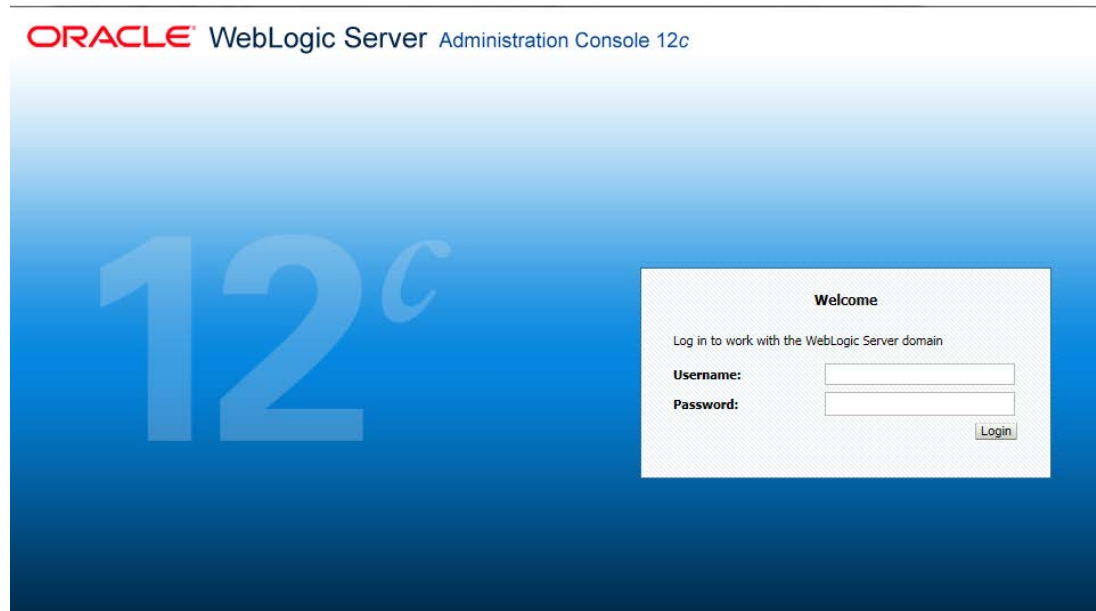 ORACLE WebLogic Server Administration Console 12c
12c
Welcome
Log in to work with the WebLogic Server domain
Username:
Password:
Login